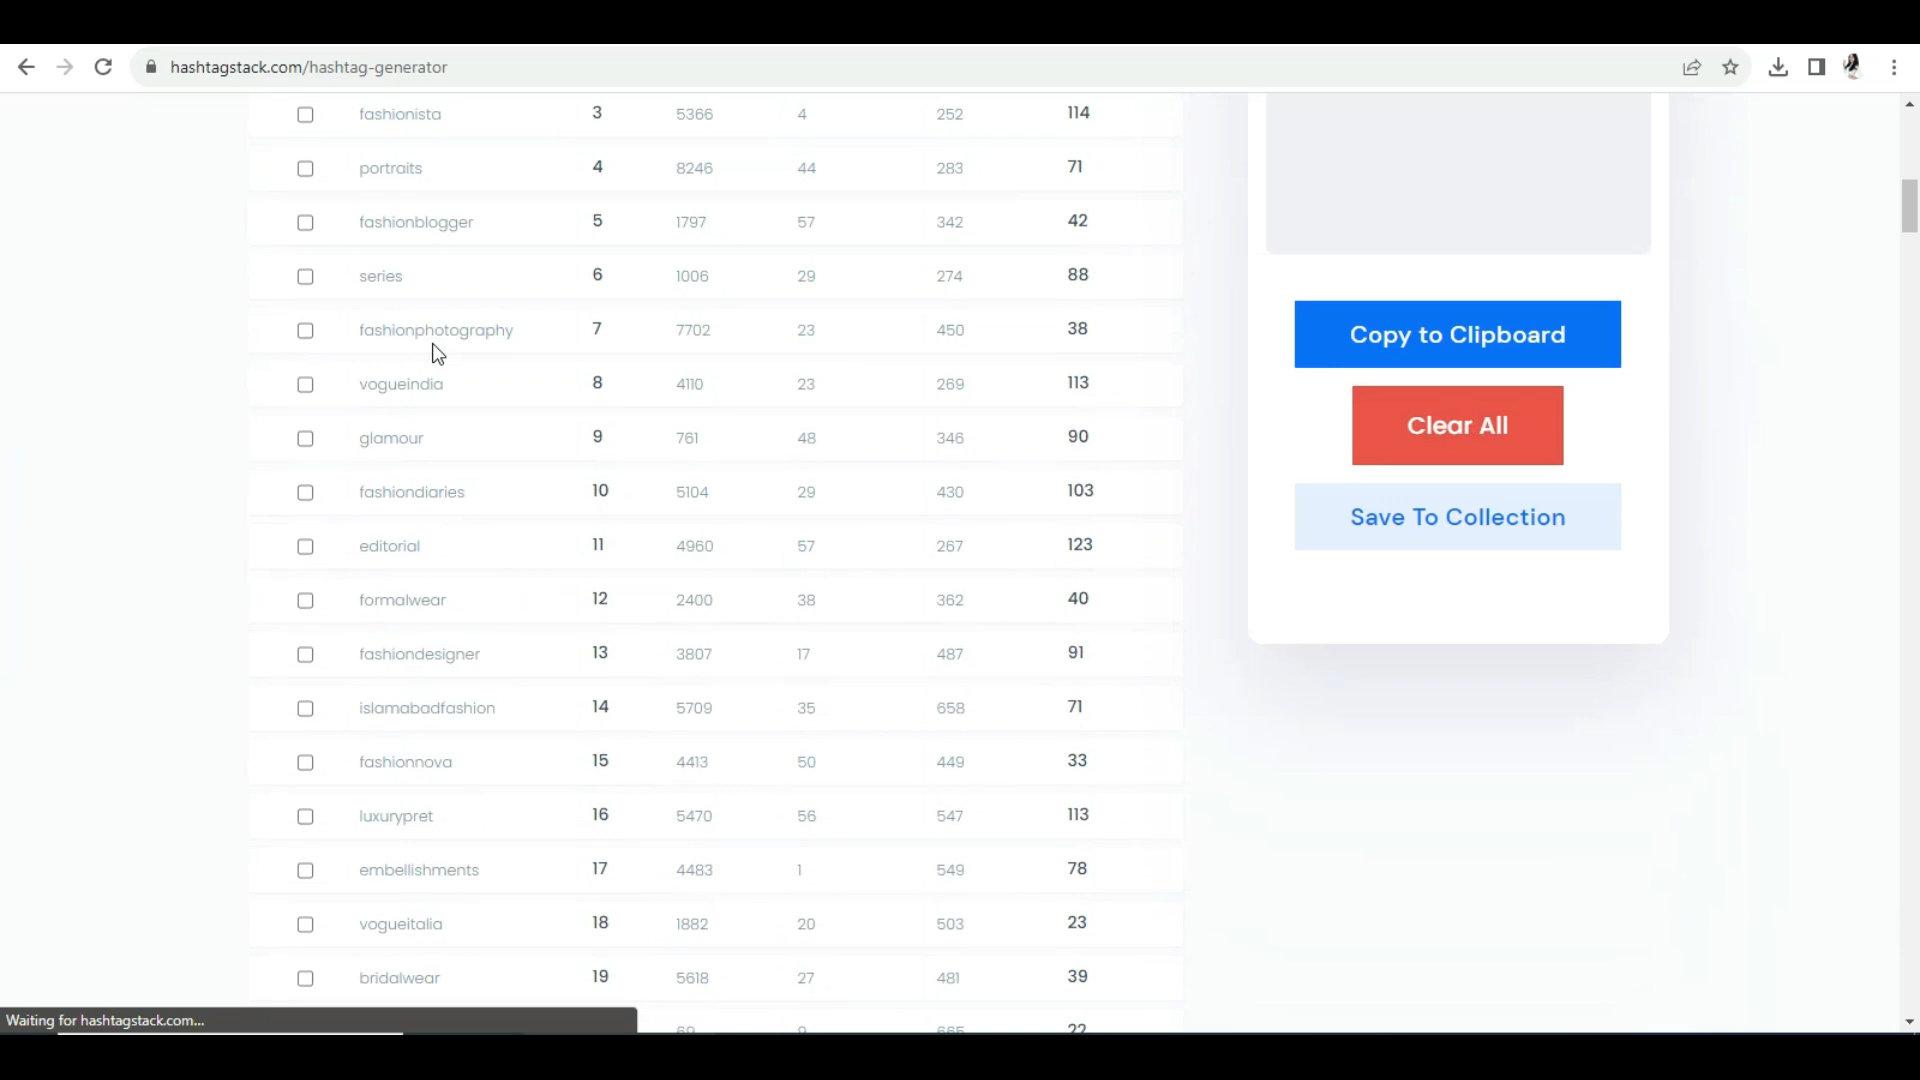 hashtagstack.com/hashtag-generator
fashionista 3 5366 4 252 114
portraits 4 8246 44 283 71
fashionblogger 5 1797 57 342 42
series 6 1006 29 274 88
fashionphotography 7 7702 23 450 38
vogueindia 8 4110 23 269 113
glamour 9 761 48 346 90
fashiondiaries 10 5104 29 430 103
editorial 11 4960 57 267 123
formalwear 12 2400 38 362 40
fashiondesigner 13 3807 17 487 91
islamabadfashion 14 5709 35 658 71
fashionnova 15 4413 50 449 33
luxurypret 16 5470 56 547 113
embellishments 17 4483 1 549 78
vogueitalia 18 1882 20 503 23
bridalwear 19 5618 27 481 39
69 9 665 22
Copy to Clipboard
Clear All
Save To Collection
Waiting for hashtagstack.com...